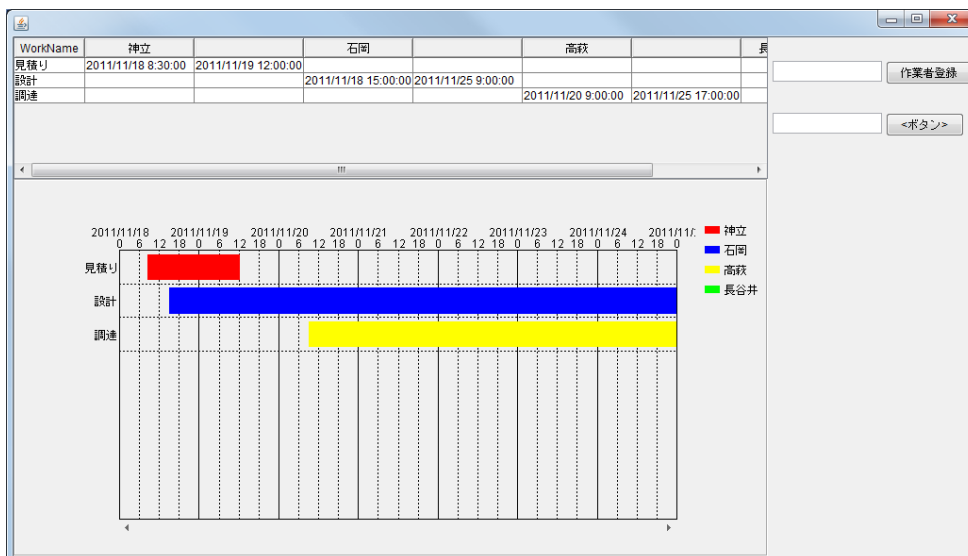 WorkName 神立 石岡 高萩
見積り 2011/11/18 8:30:00 2011/11/19 12:00:00
設計 2011/11/18 15:00:00 2011/11/25 9:00:00
調達 2011/11/20 9:00:00 2011/11/25 17:00:00
作業者登録
<ボタン>
2011/11/18 2011/11/19 2011/11/20 2011/11/21 2011/11/22 2011/11/23 2011/11/24 2011/11/
0 6 12 18 0 6 12 18 0 6 12 18 0 6 12 18 0 6 12 18 0 6 12 18 0 6 12 18 0
見積り
設計
調達
神立
石岡
高萩
長谷井